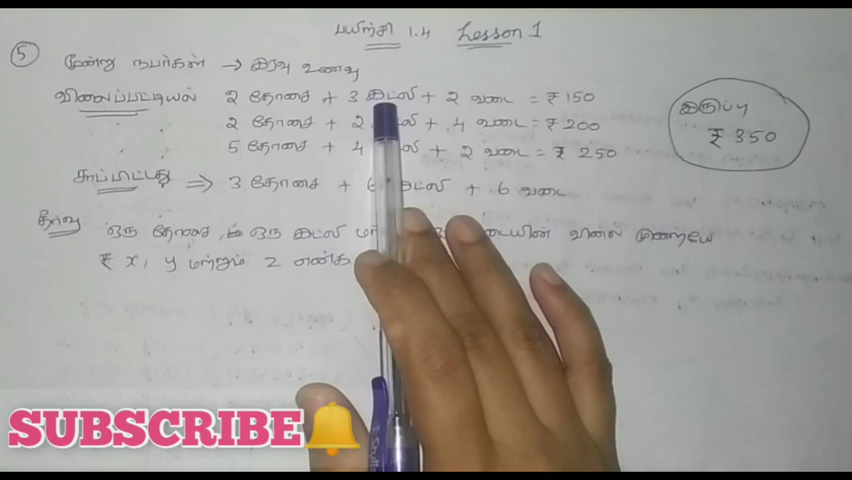 பயிற்சி 1.4 Lesson 1
5 மூன்று நபர்கள் → இரவு உணவு
விலைப்பட்டியல் 2 தோசை + 3 இட்லி + 2 வடை = ₹ 150
2 தோசை + 2 + 4 வடை = ₹ 200
5 தோசை + 4 + 2 வடை = ₹ 250
இருப்பு
₹ 350
சாப்பிட்டது ⇒ 3 தோசை + 6 இட்லி + 6 வடை
தீர்வு ஒரு தோசை, ஒரு இட்லி விலை முறையே
₹ x, y மற்றும் z என்க
SUBSCRIBE